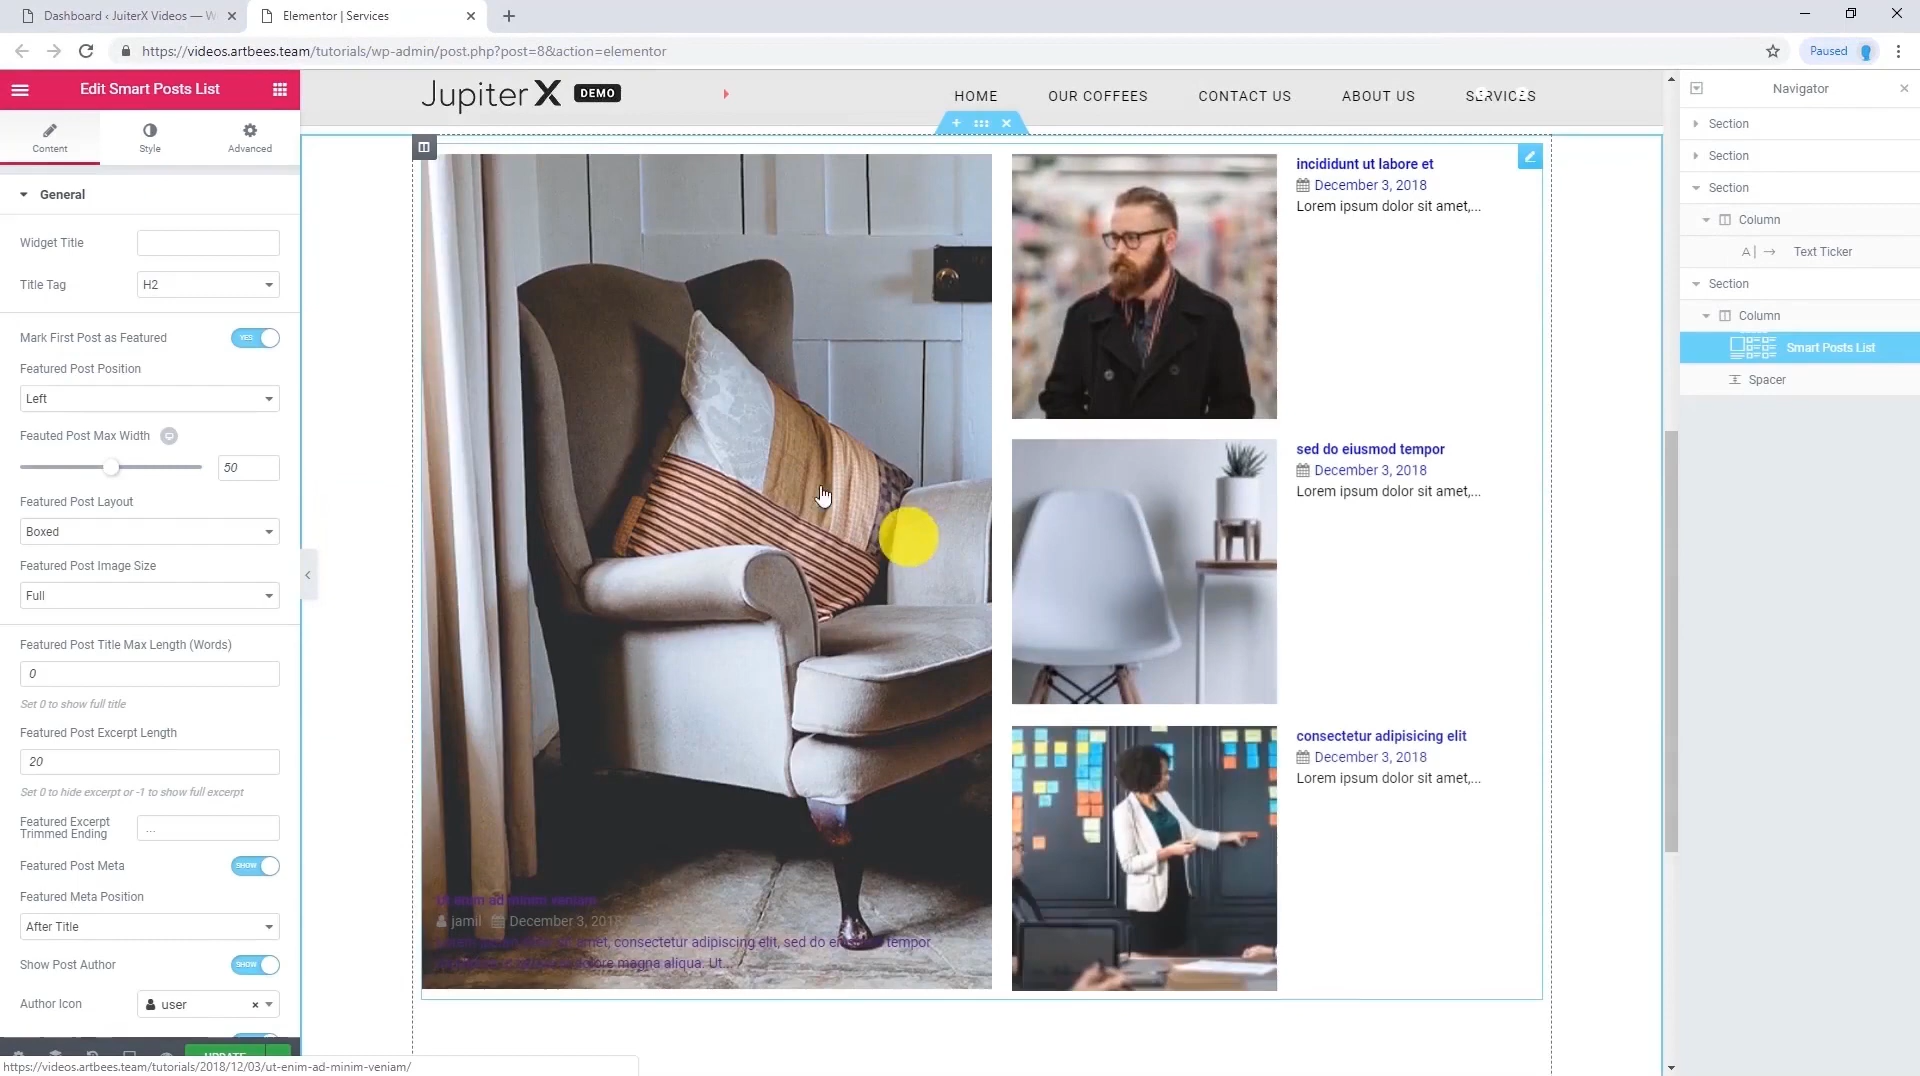 Dashboard ‹ JuiterX Videos — W
Elementor | Services
https://videos.artbees.team/tutorials/wp-admin/post.php?post=8&action=elementor
Paused
Edit Smart Posts List
Content
Style
Advanced
General
Widget Title
Title Tag
H2
Mark First Post as Featured
YES
Featured Post Position
Left
Feauted Post Max Width
50
Featured Post Layout
Boxed
Featured Post Image Size
Full
Featured Post Title Max Length (Words)
0
Set 0 to show full title
Featured Post Excerpt Length
20
Set 0 to hide excerpt or -1 to show full excerpt
Featured Excerpt
Trimmed Ending
...
Featured Post Meta
SHOW
Featured Meta Position
After Title
Show Post Author
SHOW
Author Icon
user
UPDATE
https://videos.artbees.team/tutorials/2018/12/03/ut-enim-ad-minim-veniam/
Jupiter X DEMO
HOME
OUR COFFEES
CONTACT US
ABOUT US
SERVICES
ut enim ad minim veniam
jamil December 3, 2018
amet, consectetur adipiscing elit, sed do eiusmod tempor
dolore magna aliqua. Ut...
incididunt ut labore et
December 3, 2018
Lorem ipsum dolor sit amet,...
sed do eiusmod tempor
December 3, 2018
Lorem ipsum dolor sit amet,...
consectetur adipisicing elit
December 3, 2018
Lorem ipsum dolor sit amet,...
Navigator
Section
Section
Section
Column
A| Text Ticker
Section
Column
Smart Posts List
Spacer